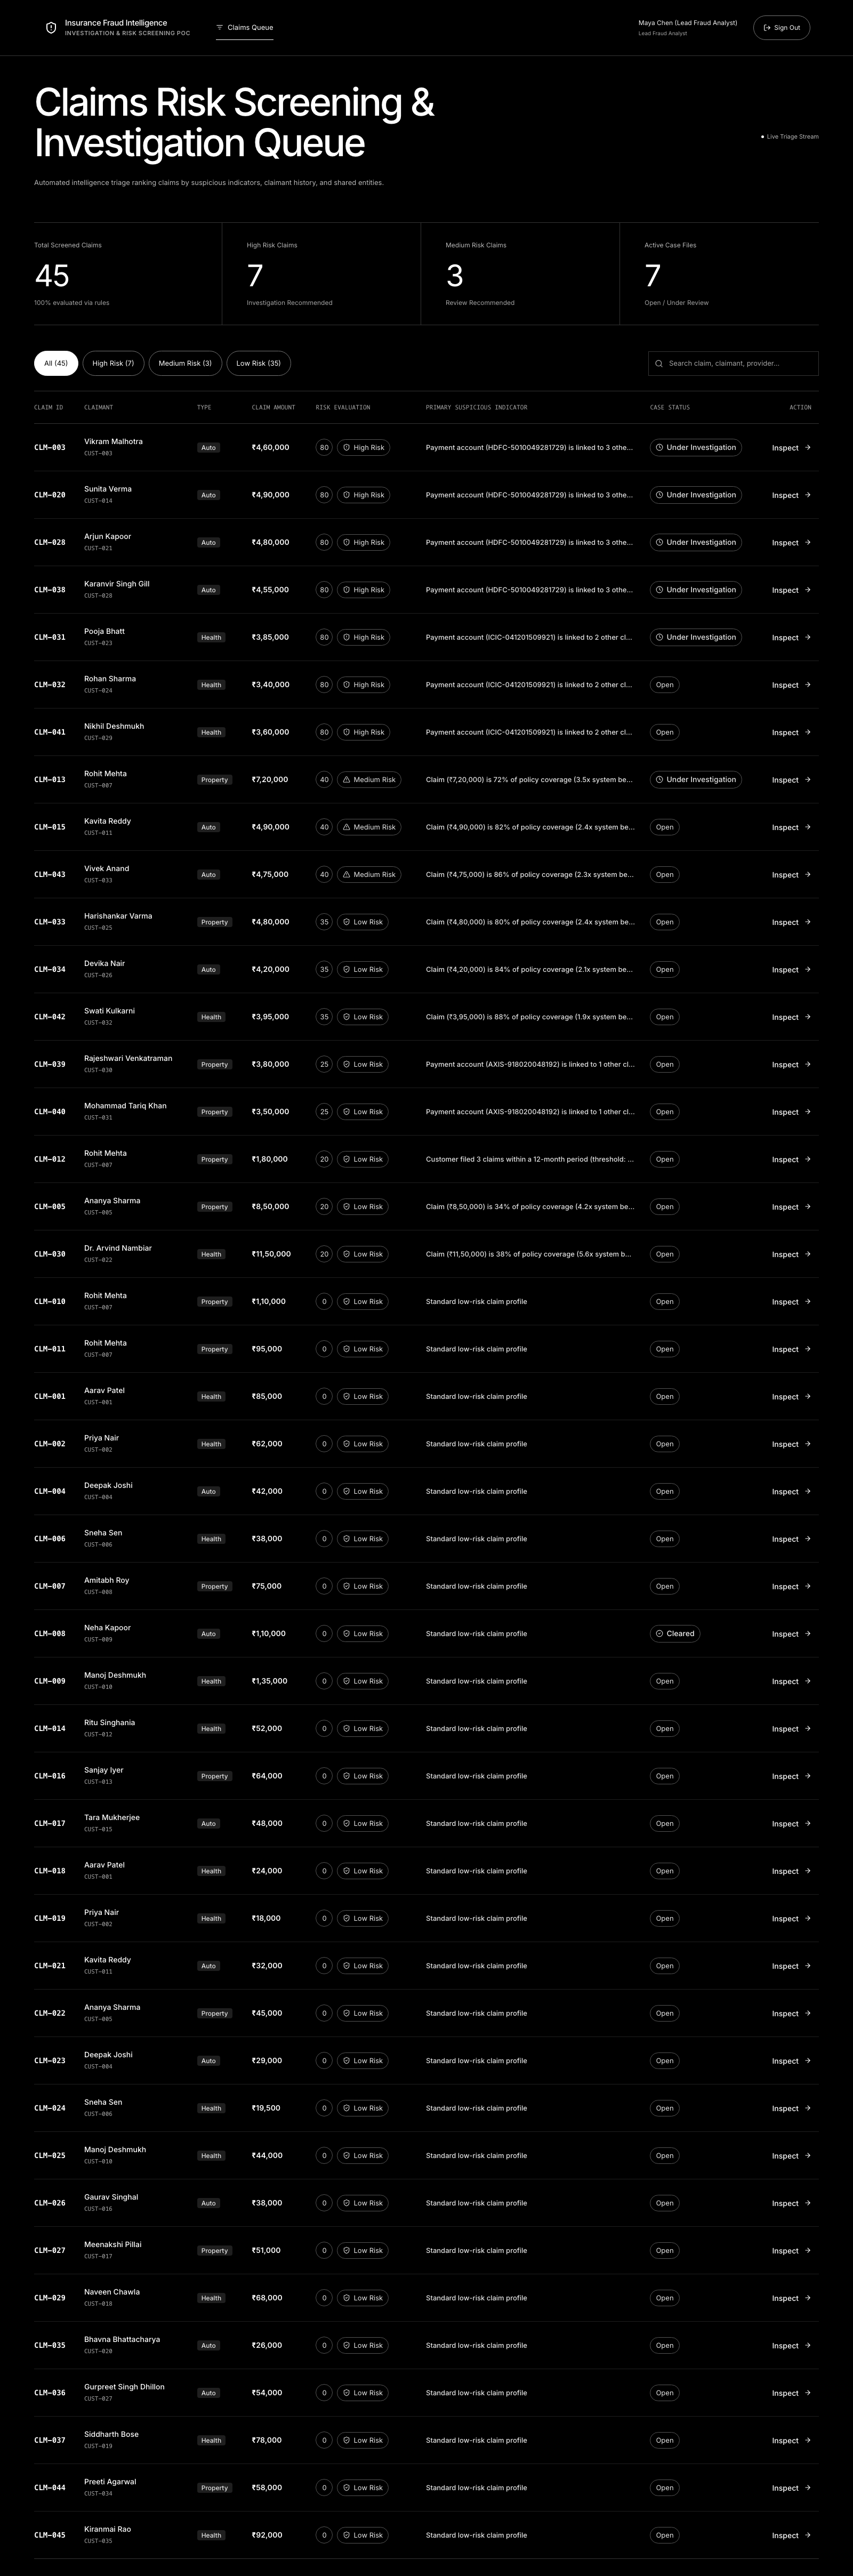 Insurance Fraud Intelligence
INVESTIGATION & RISK SCREENING POC
Claims Queue
Maya Chen (Lead Fraud Analyst)
Lead Fraud Analyst
Sign Out
Claims Risk Screening &
Investigation Queue
Live Triage Stream
Automated intelligence triage ranking claims by suspicious indicators, claimant history, and shared entities.
Total Screened Claims
45
100% evaluated via rules
High Risk Claims
7
Investigation Recommended
Medium Risk Claims
3
Review Recommended
Active Case Files
7
Open / Under Review
All (45) High Risk (7) Medium Risk (3) Low Risk (35)
Search claim, claimant, provider...
CLAIM ID CLAIMANT TYPE CLAIM AMOUNT RISK EVALUATION PRIMARY SUSPICIOUS INDICATOR CASE STATUS ACTION
CLM-003 Vikram Malhotra CUST-003 Auto ₹4,60,000 80 High Risk Payment account (HDFC-5010049281729) is linked to 3 othe... Under Investigation Inspect →
CLM-020 Sunita Verma CUST-014 Auto ₹4,90,000 80 High Risk Payment account (HDFC-5010049281729) is linked to 3 othe... Under Investigation Inspect →
CLM-028 Arjun Kapoor CUST-021 Auto ₹4,80,000 80 High Risk Payment account (HDFC-5010049281729) is linked to 3 othe... Under Investigation Inspect →
CLM-038 Karanvir Singh Gill CUST-028 Auto ₹4,55,000 80 High Risk Payment account (HDFC-5010049281729) is linked to 3 othe... Under Investigation Inspect →
CLM-031 Pooja Bhatt CUST-023 Health ₹3,85,000 80 High Risk Payment account (ICIC-041201509921) is linked to 2 other cl... Under Investigation Inspect →
CLM-032 Rohan Sharma CUST-024 Health ₹3,40,000 80 High Risk Payment account (ICIC-041201509921) is linked to 2 other cl... Open Inspect →
CLM-041 Nikhil Deshmukh CUST-029 Health ₹3,60,000 80 High Risk Payment account (ICIC-041201509921) is linked to 2 other cl... Open Inspect →
CLM-013 Rohit Mehta CUST-007 Property ₹7,20,000 40 Medium Risk Claim (₹7,20,000) is 72% of policy coverage (3.5x system be... Under Investigation Inspect →
CLM-015 Kavita Reddy CUST-011 Auto ₹4,90,000 40 Medium Risk Claim (₹4,90,000) is 82% of policy coverage (2.4x system be... Open Inspect →
CLM-043 Vivek Anand CUST-033 Auto ₹4,75,000 40 Medium Risk Claim (₹4,75,000) is 86% of policy coverage (2.3x system be... Open Inspect →
CLM-033 Harishankar Varma CUST-025 Property ₹4,80,000 35 Low Risk Claim (₹4,80,000) is 80% of policy coverage (2.4x system be... Open Inspect →
CLM-034 Devika Nair CUST-026 Auto ₹4,20,000 35 Low Risk Claim (₹4,20,000) is 84% of policy coverage (2.1x system be... Open Inspect →
CLM-042 Swati Kulkarni CUST-032 Health ₹3,95,000 35 Low Risk Claim (₹3,95,000) is 88% of policy coverage (1.9x system be... Open Inspect →
CLM-039 Rajeshwari Venkatraman CUST-030 Property ₹3,80,000 25 Low Risk Payment account (AXIS-918020048192) is linked to 1 other cl... Open Inspect →
CLM-040 Mohammad Tariq Khan CUST-031 Property ₹3,50,000 25 Low Risk Payment account (AXIS-918020048192) is linked to 1 other cl... Open Inspect →
CLM-012 Rohit Mehta CUST-007 Property ₹1,80,000 20 Low Risk Customer filed 3 claims within a 12-month period (threshold: ... Open Inspect →
CLM-005 Ananya Sharma CUST-005 Property ₹8,50,000 20 Low Risk Claim (₹8,50,000) is 34% of policy coverage (4.2x system be... Open Inspect →
CLM-030 Dr. Arvind Nambiar CUST-022 Health ₹11,50,000 20 Low Risk Claim (₹11,50,000) is 38% of policy coverage (5.6x system b... Open Inspect →
CLM-010 Rohit Mehta CUST-007 Property ₹1,10,000 0 Low Risk Standard low-risk claim profile Open Inspect →
CLM-011 Rohit Mehta CUST-007 Property ₹95,000 0 Low Risk Standard low-risk claim profile Open Inspect →
CLM-001 Aarav Patel CUST-001 Health ₹85,000 0 Low Risk Standard low-risk claim profile Open Inspect →
CLM-002 Priya Nair CUST-002 Health ₹62,000 0 Low Risk Standard low-risk claim profile Open Inspect →
CLM-004 Deepak Joshi CUST-004 Auto ₹42,000 0 Low Risk Standard low-risk claim profile Open Inspect →
CLM-006 Sneha Sen CUST-006 Health ₹38,000 0 Low Risk Standard low-risk claim profile Open Inspect →
CLM-007 Amitabh Roy CUST-008 Property ₹75,000 0 Low Risk Standard low-risk claim profile Open Inspect →
CLM-008 Neha Kapoor CUST-009 Auto ₹1,10,000 0 Low Risk Standard low-risk claim profile Cleared Inspect →
CLM-009 Manoj Deshmukh CUST-010 Health ₹1,35,000 0 Low Risk Standard low-risk claim profile Open Inspect →
CLM-014 Ritu Singhania CUST-012 Health ₹52,000 0 Low Risk Standard low-risk claim profile Open Inspect →
CLM-016 Sanjay Iyer CUST-013 Property ₹64,000 0 Low Risk Standard low-risk claim profile Open Inspect →
CLM-017 Tara Mukherjee CUST-015 Auto ₹48,000 0 Low Risk Standard low-risk claim profile Open Inspect →
CLM-018 Aarav Patel CUST-001 Health ₹24,000 0 Low Risk Standard low-risk claim profile Open Inspect →
CLM-019 Priya Nair CUST-002 Health ₹18,000 0 Low Risk Standard low-risk claim profile Open Inspect →
CLM-021 Kavita Reddy CUST-011 Auto ₹32,000 0 Low Risk Standard low-risk claim profile Open Inspect →
CLM-022 Ananya Sharma CUST-005 Property ₹45,000 0 Low Risk Standard low-risk claim profile Open Inspect →
CLM-023 Deepak Joshi CUST-004 Auto ₹29,000 0 Low Risk Standard low-risk claim profile Open Inspect →
CLM-024 Sneha Sen CUST-006 Health ₹19,500 0 Low Risk Standard low-risk claim profile Open Inspect →
CLM-025 Manoj Deshmukh CUST-010 Health ₹44,000 0 Low Risk Standard low-risk claim profile Open Inspect →
CLM-026 Gaurav Singhal CUST-016 Auto ₹38,000 0 Low Risk Standard low-risk claim profile Open Inspect →
CLM-027 Meenakshi Pillai CUST-017 Property ₹51,000 0 Low Risk Standard low-risk claim profile Open Inspect →
CLM-029 Naveen Chawla CUST-018 Health ₹68,000 0 Low Risk Standard low-risk claim profile Open Inspect →
CLM-035 Bhavna Bhattacharya CUST-020 Auto ₹26,000 0 Low Risk Standard low-risk claim profile Open Inspect →
CLM-036 Gurpreet Singh Dhillon CUST-027 Auto ₹54,000 0 Low Risk Standard low-risk claim profile Open Inspect →
CLM-037 Siddharth Bose CUST-019 Health ₹78,000 0 Low Risk Standard low-risk claim profile Open Inspect →
CLM-044 Preeti Agarwal CUST-034 Property ₹58,000 0 Low Risk Standard low-risk claim profile Open Inspect →
CLM-045 Kiranmai Rao CUST-035 Health ₹92,000 0 Low Risk Standard low-risk claim profile Open Inspect →